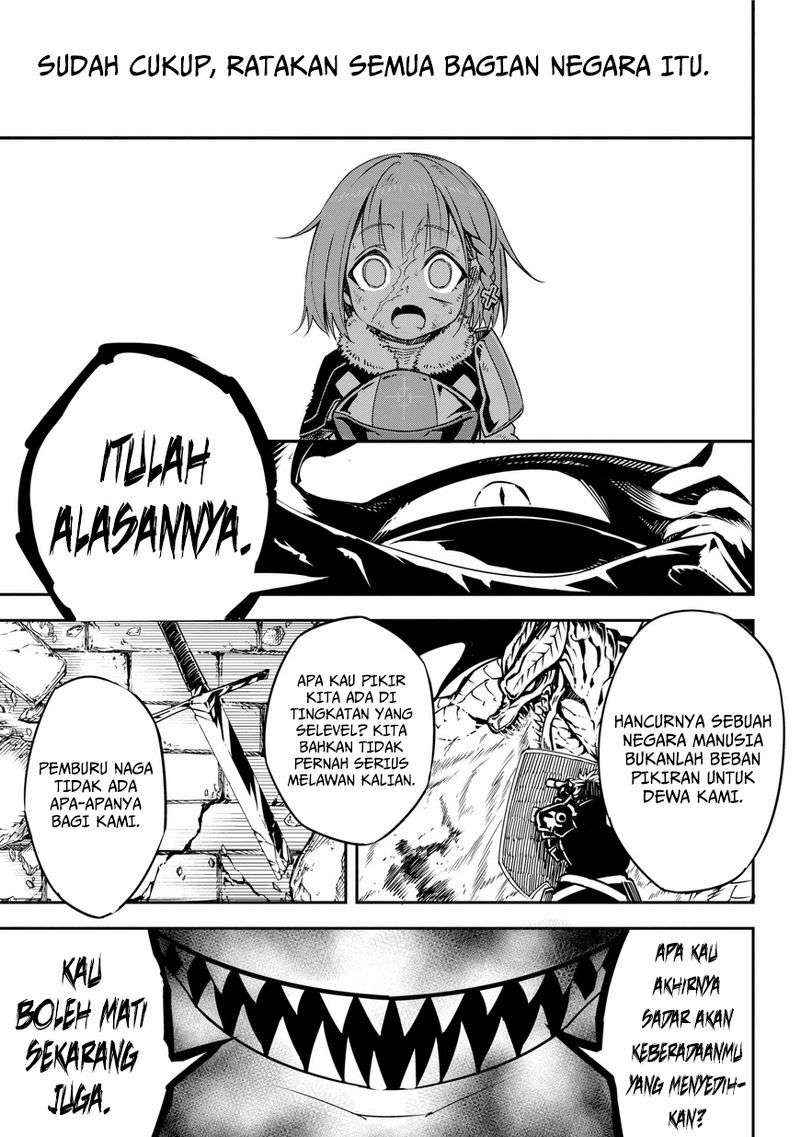 SUDAH CUKUP, RATAKAN SEMUA BAGIAN NEGARA ITU.
ITULAH
ALASANNYA.
HANCURNYA SEBUAH
NEGARA MANUSIA
BUKANLAH BEBAN
PIKIRAN UNTUK
DEWA KAMI.
APA KAU PIKIR
KITA ADA DI
TINGKATAN YANG
SELEVEL? KITA
BAHKAN TIDAK
PERNAH SERIUS
MELAWAN KALIAN.
PEMBURU NAGA
TIDAK ADA
APA-APANYA
BAGI KAMI.
APA KAU
AKHIRNYA
SADAR AKAN
KEBERADAANMU
YANG MENYEDIH-
KAN?
KAU
BOLEH MATI
SEKARANG
JUGA.